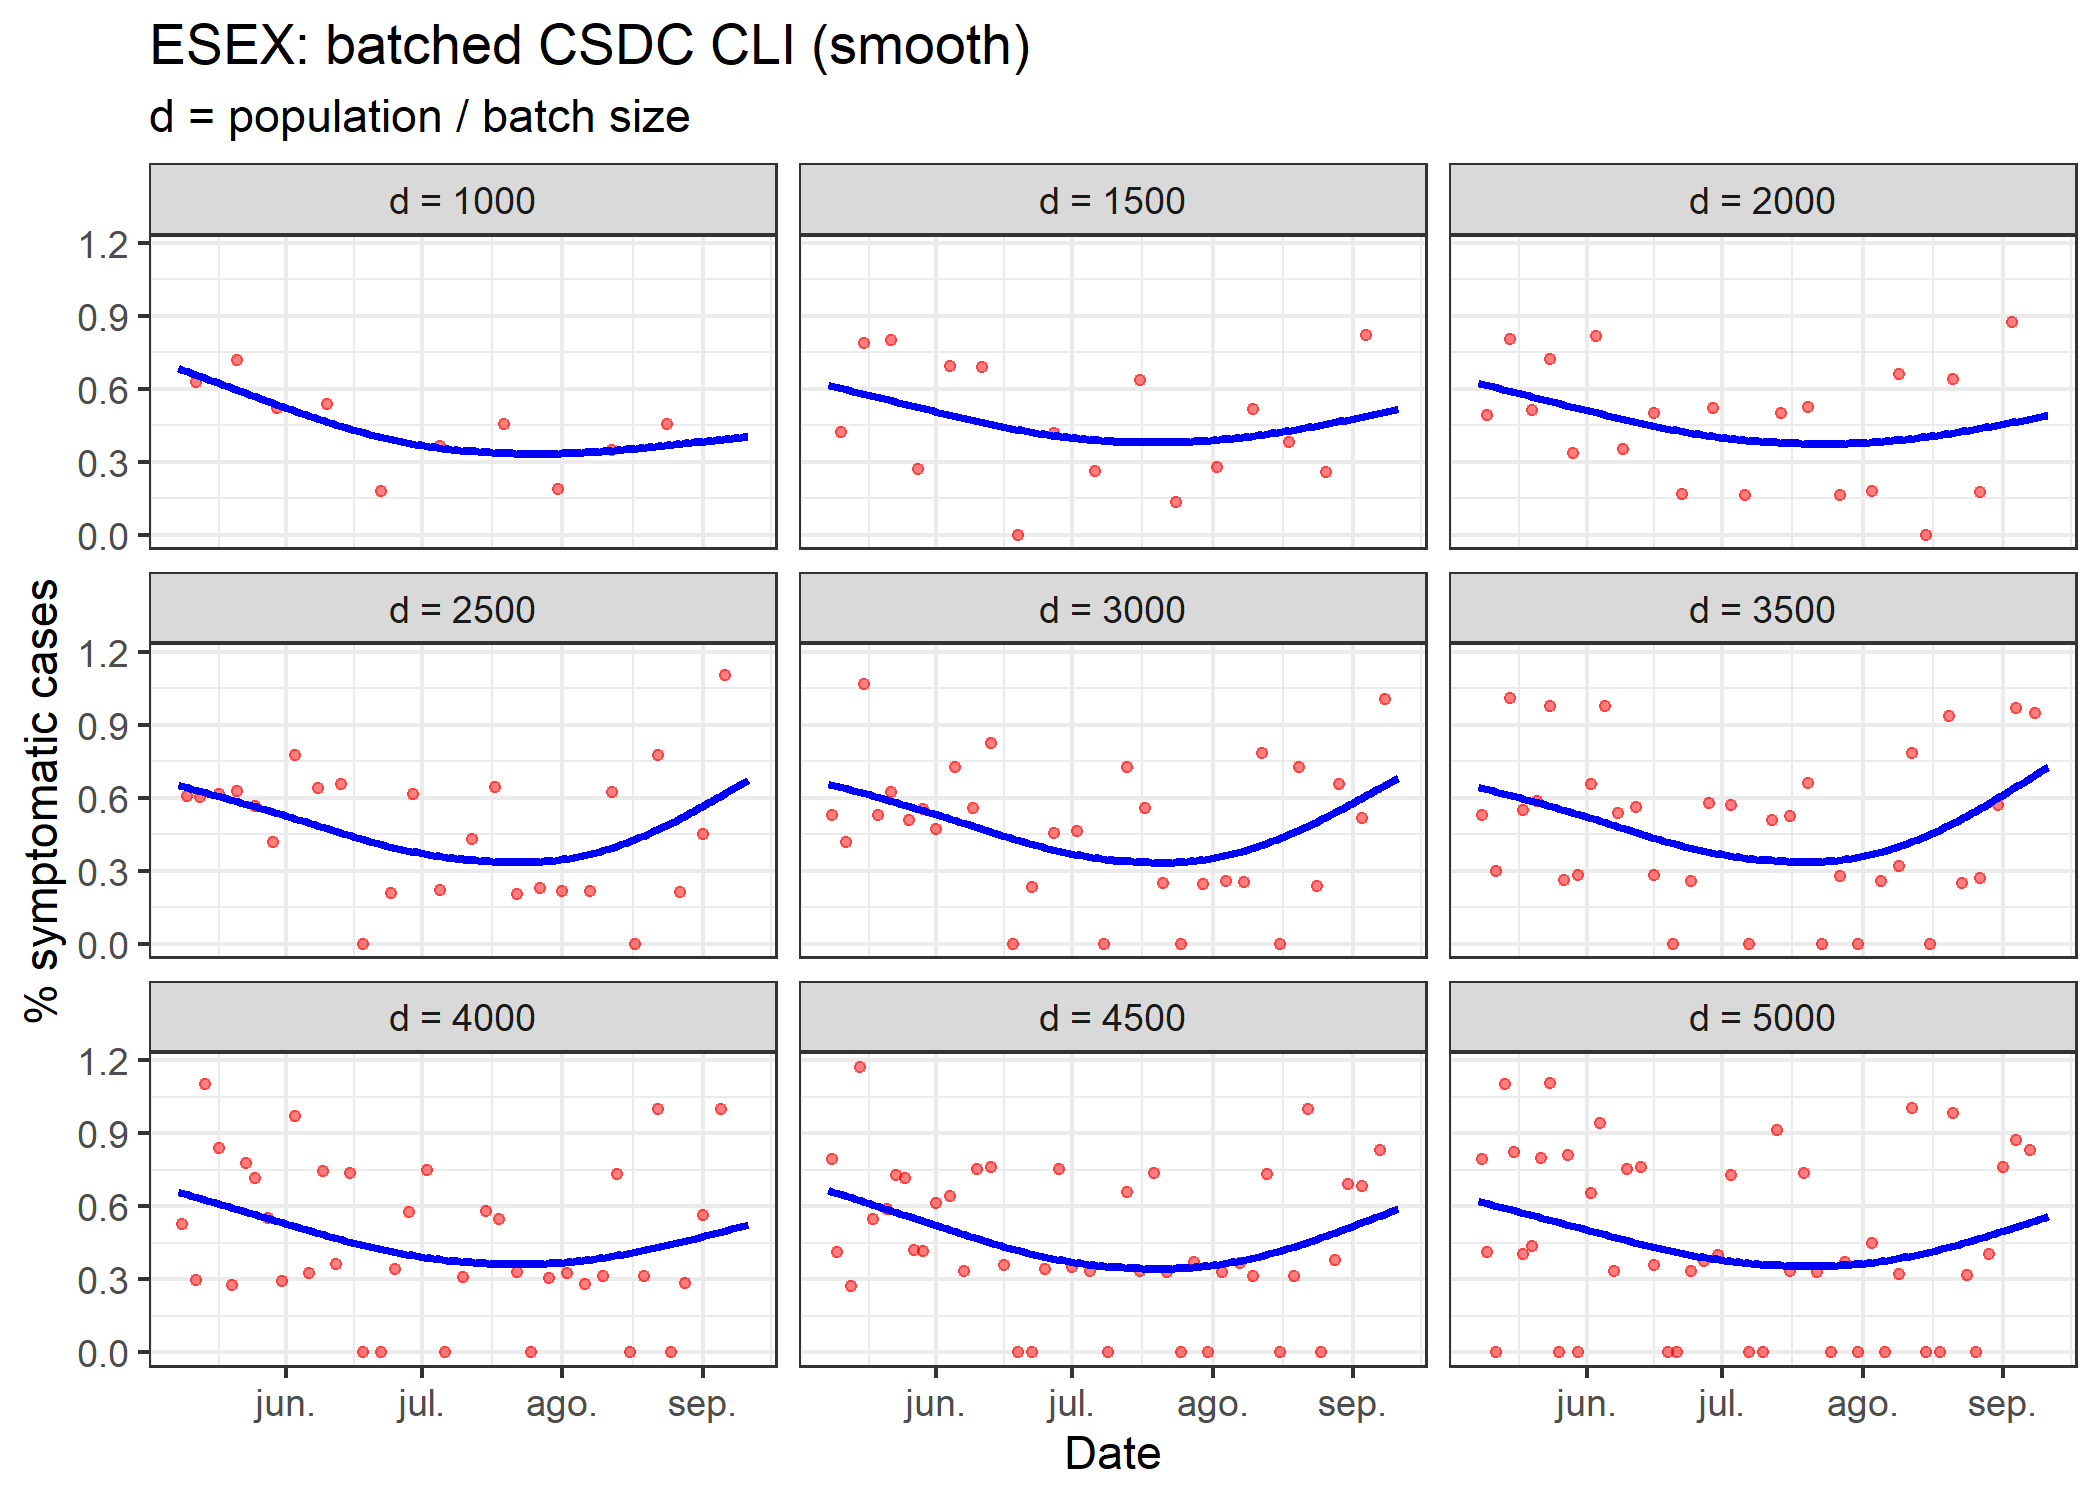 ESEX: batched CSDC CLI (smooth)
d = population / batch size
d = 1000
d = 1500
d = 2000
1.2
0.9
0.6
0.3
0.0
d = 2500
d = 3000
d = 3500
1.2
0.9
0.6
0.3
0.0
% symptomatic cases
d = 4000
d = 4500
d = 5000
1.2
0.9
0.6
0.3
0.0
jun. jul. ago. sep.
jun. jul. ago. sep.
jun. jul. ago. sep.
Date